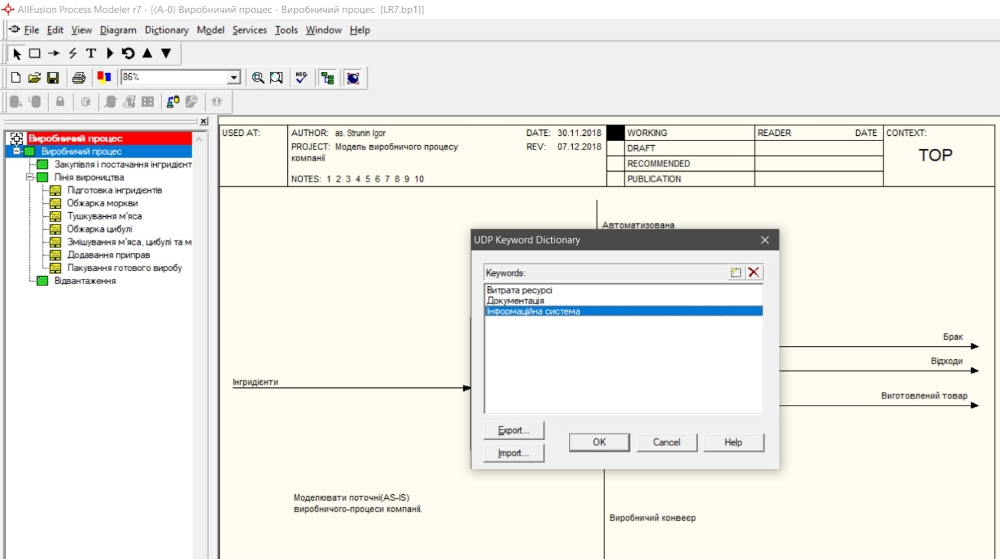 AllFusion Process Modeler r7 - [(A-0) Виробничий процес - Виробничий процес  [LR7.bp1]]
File Edit View Diagram Dictionary Model Services Tools Window Help
T
86%
ABC
Виробничий процес
Виробничий процес
Закупівля і постачання інгридієнт
Лінія вироництва
Підготовка інгридієнтів
Обжарка моркви
Тушкування м'яса
Обжарка цибулі
Змішування м'яса, цибулі та м
Додавання приправ
Пакування готового виробу
Відвантаження
USED AT:
AUTHOR: as. Strunin Igor
DATE: 30.11.2018
PROJECT: Модель виробничого процесу
REV: 07.12.2018
компанії
NOTES: 1 2 3 4 5 6 7 8 9 10
WORKING
DRAFT
RECOMMENDED
PUBLICATION
READER DATE
CONTEXT:
TOP
Автоматизована
UDP Keyword Dictionary
Keywords:
Витрата ресурсі
Документація
Інформаційна система
Export...
Import...
OK
Cancel
Help
Інгридієнти
Брак
Відходи
Виготовлений товар
Моделювати поточні(AS-IS)
виробничого-процеси компанії.
Виробничий конвеєр